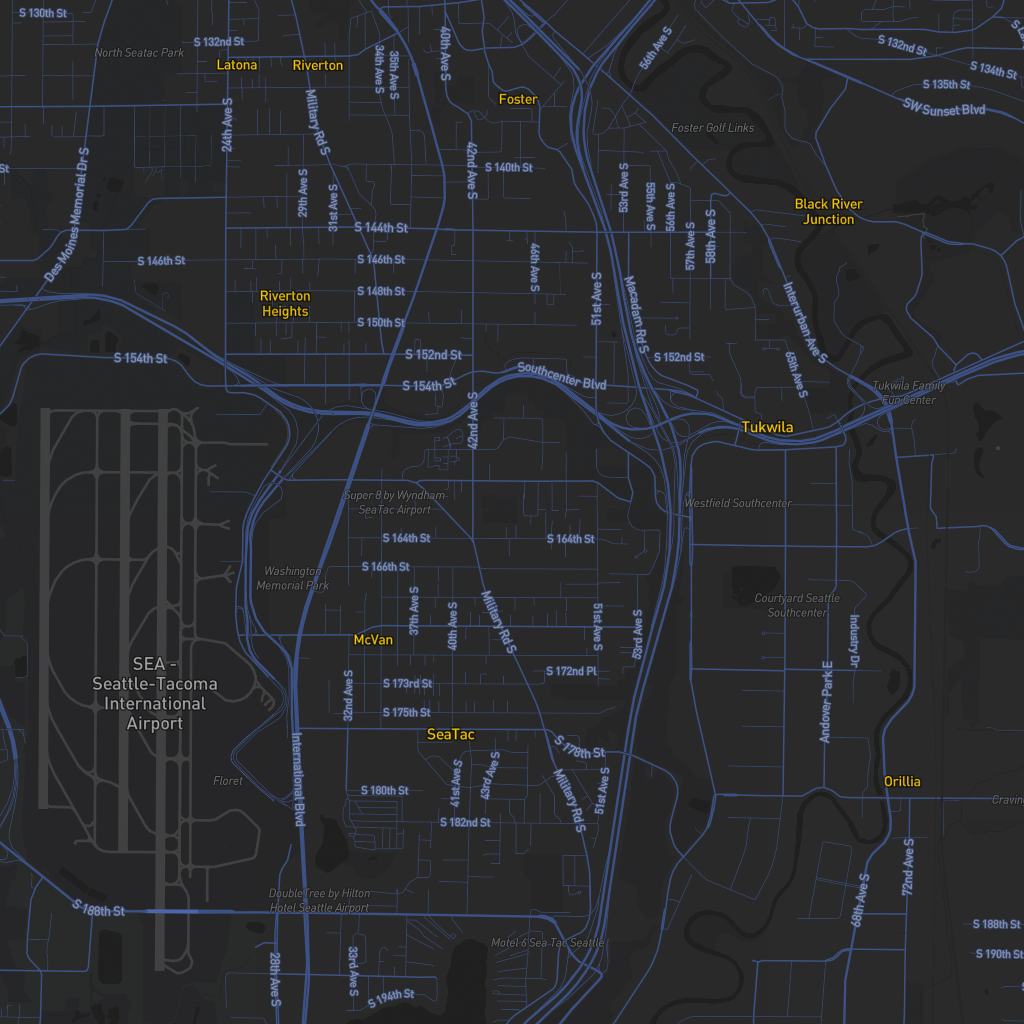 S 130th St
North Seatac Park
S 132nd St
Latona
Riverton
34th Ave S
35th Ave S
40th Ave S
56th Ave S
S 132nd St
S 134th St
S 135th St
SW Sunset Blvd
Foster
Foster Golf Links
24th Ave S
Military Rd S
42nd Ave S
S 140th St
St
Des Moines Memorial Dr S
29th Ave S
31st Ave S
53rd Ave S
55th Ave S
56th Ave S
57th Ave S
58th Ave S
Black River
Junction
S 144th St
S 146th St
S 146th St
46th Ave S
S 148th St
Riverton
Heights
51st Ave S
Macadam Rd S
Interurban Ave S
S 150th St
S 152nd St
S 154th St
S 152nd St
65th Ave S
Southcenter Blvd
S 154th St
42nd Ave S
Tukwila Family
Fun Center
Tukwila
Super 8 by Wyndham
SeaTac Airport
Westfield Southcenter
S 164th St
S 164th St
S 166th St
Washington
Memorial Park
37th Ave S
40th Ave S
Military Rd S
51st Ave S
53rd Ave S
Courtyard Seattle
Southcenter
Industry Dr
McVan
SEA -
Seattle-Tacoma
International
Airport
S 172nd Pl
32nd Ave S
S 173rd St
S 175th St
Andover Park E
SeaTac
S 178th St
International Blvd
Floret
41st Ave S
43rd Ave S
Military Rd S
51st Ave S
S 180th St
Orillia
S 182nd St
72nd Ave S
68th Ave S
S 188th St
DoubleTree by Hilton
Hotel Seattle Airport
Motel 6 Sea Tac Seattle
S 188th St
S 190th St
28th Ave S
33rd Ave S
S 194th St